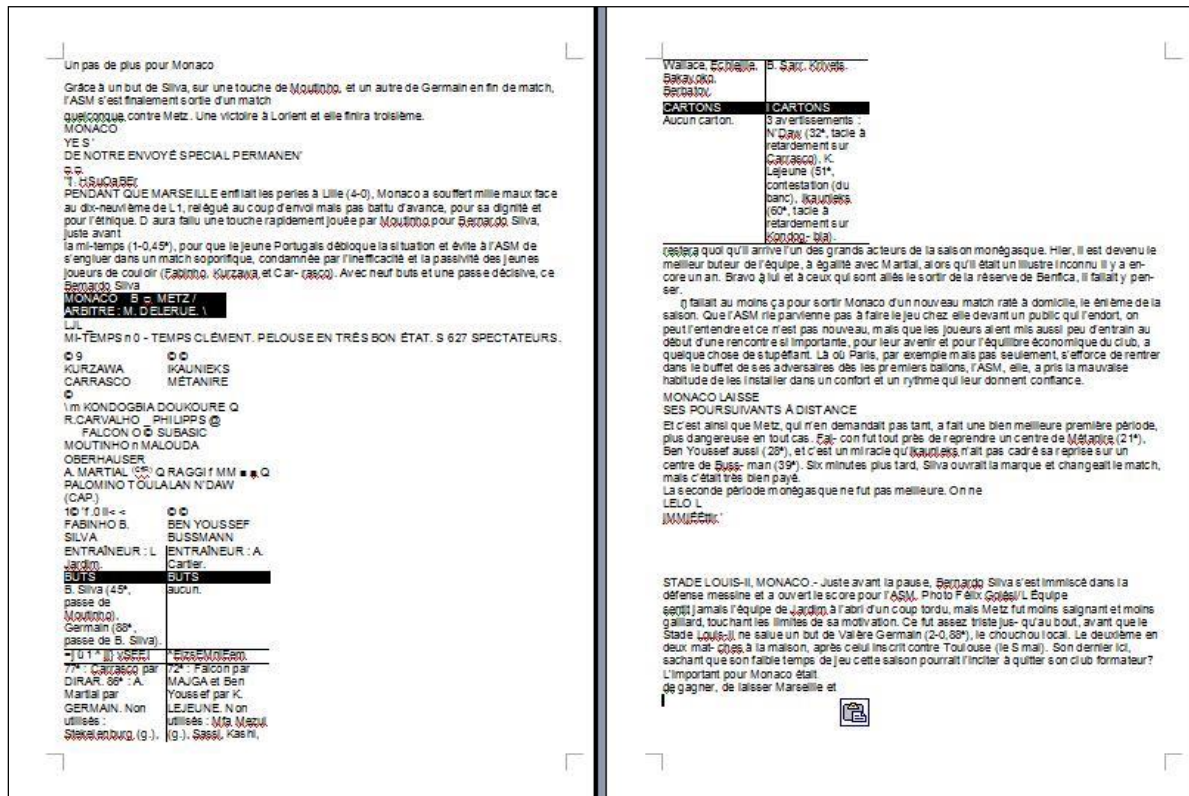 Un pas de plus pour Monaco
Grâce à un but de Silva, sur une touche de Moutinho, et un autre de Germain en fin de match,
l'ASM s'est finalement sortie d'un match
quelconque contre Metz. Une victoire à Lorient et elle finira troisième.
MONACO
YE S '
DE NOTRE ENVOYÉ SPECIAL PERMANEN'
PENDANT QUE MARSEILLE enfilait les perles à Lille (4-0), Monaco a souffert mille maux face
au dix-neuvième de L1, relégué au coup d'envoi mais pas battu d'avance, pour sa dignité et
pour l'éthique. D aura fallu une touche rapidement jouée par Moutinho pour Bernardo Silva,
juste avant
la mi-temps (1-0,45ª), pour que le jeune Portugais débloque la situation et évite à l'ASM de
s'engluer dans un match soporifique, condamnée par l'inefficacité et la passivité des jeunes
joueurs de couloir (Fabinho, Kurzawa, et Car- rasco). Avec neuf buts et une passe décisive, ce
Bernardo Silva
MONACO B METZ /
ARBITRE : M. DELERUE. \
LJL _
MI-TEMPS n 0 - TEMPS CLÉMENT. PELOUSE EN TRÈS BON ÉTAT. S 627 SPECTATEURS.
© 9 © ©
KURZAWA IKAUNIEKS
CARRASCO MÉTANIRE
©
\ m KONDOGBIA DOUKOURE Q
R.CARVALHO _ PHILIPPS @
FALCON O © SUBASIC
MOUTINHO n MALOUDA
OBERHAUSER
A. MARTIAL Q RAGGI f MM ■ Q
PALOMINO TOULALAN N'DAW
(CAP.)
1© 'f .0 ll< < © ©
FABINHO B. BEN YOUSSEF
SILVA BUSSMANN
ENTRAÎNEUR : L ENTRAÎNEUR : A.
Jardim. Cartier.
BUTS BUTS
B. Silva (45ª, aucun.
passe de
Moutinho),
Germain (88ª,
passe de B. Silva).
77ª : Carrasco par 72ª : Falcon par
DIRAR. 86ª : A. MAJGA et Ben
Martial par Youssef par K.
GERMAIN. Non LEJEUNE. Non
utilisés : utilisés : Mfa, Mezui
Stekelenburg (g.), (g.), Sassi, Kashi,
Wallace, Echiejile, B. Sarr, Krivets.
Bakayoko,
Berbatov.
CARTONS I CARTONS
Aucun carton. 3 avertissements :
N'Daw (32ª, tacle à
retardement sur
Carrasco), K.
Lejeune (51ª,
contestation (du
banc), Ikaunieks
(60ª, tacle à
retardement sur
Kondog- bia).
restera quoi qu'il arrive l'un des grands acteurs de la saison monégasque. Hier, il est devenu le
meilleur buteur de l'équipe, à égalité avec Martial, alors qu'il était un illustre inconnu il y a en-
core un an. Bravo à lui et à ceux qui sont allés le sortir de la réserve de Benfica, il fallait y pen-
ser.
η fallait au moins ça pour sortir Monaco d'un nouveau match raté à domicile, le énième de la
saison. Que l'ASM rie parvienne pas à faire le jeu chez elle devant un public qui l'endort, on
peut l'entendre et ce n'est pas nouveau, mais que les joueurs aient mis aussi peu d'entrain au
début d'une rencontre si importante, pour leur avenir et pour l'équilibre économique du club, a
quelque chose de stupéfiant. Là où Paris, par exemple mais pas seulement, s'efforce de rentrer
dans le buffet de ses adversaires dès les premiers ballons, l'ASM, elle, a pris la mauvaise
habitude de les installer dans un confort et un rythme qui leur donnent confiance.
MONACO LAISSE
SES POURSUIVANTS À DISTANCE
Et c'est ainsi que Metz, qui n'en demandait pas tant, a fait une bien meilleure première période,
plus dangereuse en tout cas. Fal- con fut tout près de reprendre un centre de Métanire (21ª),
Ben Youssef aussi (28ª), et c'est un miracle qu'Ikaunieks n'ait pas cadré sa reprise sur un
centre de Buss- man (39ª). Six minutes plus tard, Silva ouvrait la marque et changeait le match,
mais c'était très bien payé.
La seconde période monégasque ne fut pas meilleure. On ne
LELO L
STADE LOUIS-II, MONACO.- Juste avant la pause, Bernardo Silva s'est immiscé dans la
défense messine et a ouvert le score pour l'ASM. Photo Félix Golési/L Équipe
sentit jamais l'équipe de Jardim à l'abri d'un coup tordu, mais Metz fut moins saignant et moins
gaillard, touchant les limites de sa motivation. Ce fut assez triste jus- qu'au bout, avant que le
Stade Louis-II ne salue un but de Valère Germain (2-0,88ª), le chouchou local. Le deuxième en
deux mat- ches à la maison, après celui inscrit contre Toulouse (le S mai). Son dernier ici,
sachant que son faible temps de jeu cette saison pourrait l'inciter à quitter son club formateur?
L'important pour Monaco était
de gagner, de laisser Marseille et